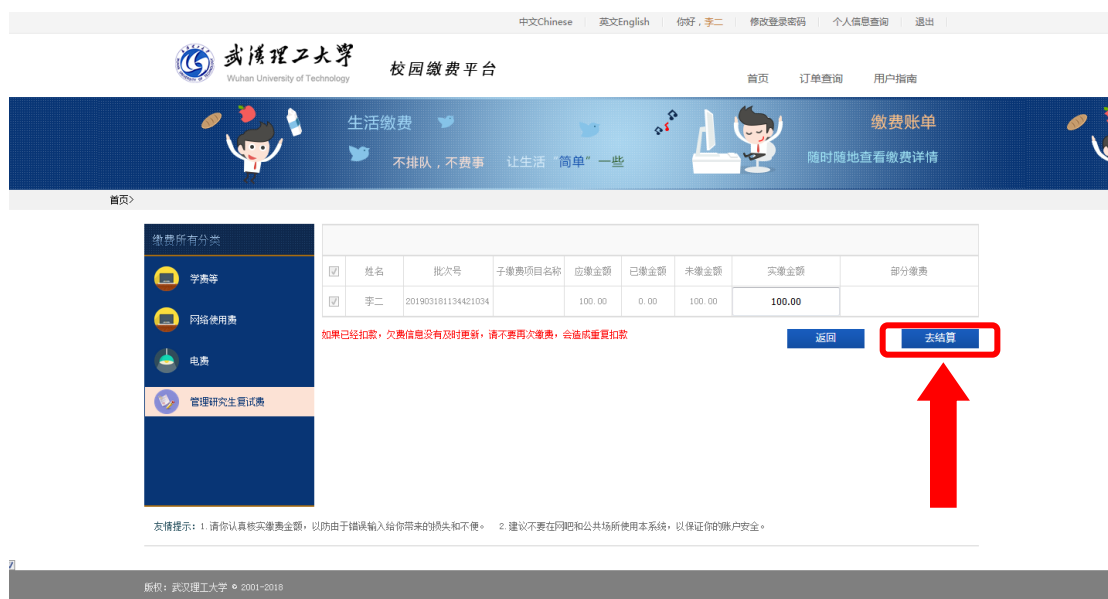 中文Chinese 英文English 你好，李二 修改登录密码 个人信息查询 退出
武汉理工大学
Wuhan University of Technology
校园缴费平台
首页 订单查询 用户指南
生活缴费
不排队，不费事 让生活“简单”一些
缴费账单
随时随地查看缴费详情
首页>
缴费所有分类
学费等
网络使用费
电费
管理研究生复试费
姓名 批次号 子缴费项目名称 应缴金额 已缴金额 未缴金额 实缴金额 部分缴费
李二 201903181134421034 100.00 0.00 100.00 100.00
如果已经扣款，欠费信息没有及时更新，请不要再次缴费，会造成重复扣款
返回 去结算
友情提示：1.请你认真核实缴费金额，以防由于错误输入给你带来的损失和不便。 2.建议不要在网吧和公共场所使用本系统，以保证你的账户安全。
版权：武汉理工大学 © 2001-2018